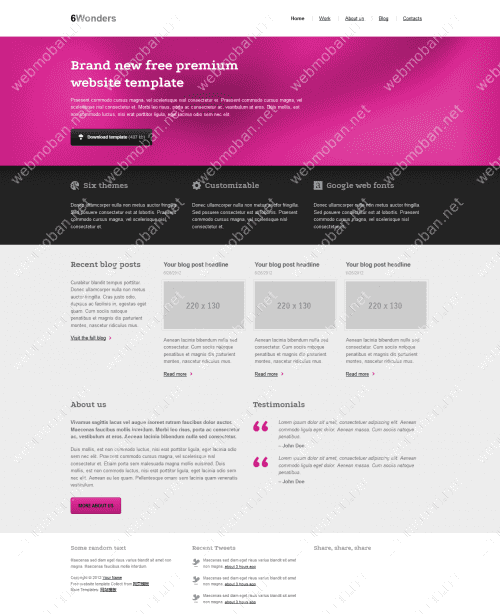 6Wonders
Home Work About us Blog Contacts
Brand new free premium
website template
Praesent commodo cursus magna, vel scelerisque nisl consectetur et. Praesent commodo cursus magna, vel
scelerisque nisl consectetur et. Morbi leo risus, porta ac consectetur ac, vestibulum at eros. Duis mollis, est
non commodo luctus, nisi erat porttitor ligula, eget lacinia odio sem nec elit.
Download template (487 kb)
Six themes
Donec ullamcorper nulla non metus auctor fringilla.
Sed posuere consectetur est at lobortis. Praesent
commodo cursus magna, vel scelerisque nisl
consectetur et.
Customizable
Donec ullamcorper nulla non metus auctor fringilla.
Sed posuere consectetur est at lobortis. Praesent
commodo cursus magna, vel scelerisque nisl
consectetur et.
Google web fonts
Donec ullamcorper nulla non metus auctor fringilla.
Sed posuere consectetur est at lobortis. Praesent
commodo cursus magna, vel scelerisque nisl
consectetur et.
Recent blog posts
Curabitur blandit tempus porttitor.
Donec ullamcorper nulla non metus
auctor fringilla. Cras justo odio,
dapibus ac facilisis in, egestas eget
quam. Cum sociis natoque
penatibus et magnis dis parturient
montes, nascetur ridiculus mus.
Visit the full blog
Your blog post headline
220 x 130
Aenean lacinia bibendum nulla sed
consectetur. Cum sociis natoque
penatibus et magnis dis parturient
montes, nascetur ridiculus mus.
Read more
Your blog post headline
220 x 130
Aenean lacinia bibendum nulla sed
consectetur. Cum sociis natoque
penatibus et magnis dis parturient
montes, nascetur ridiculus mus.
Read more
Your blog post headline
220 x 130
Aenean lacinia bibendum nulla sed
consectetur. Cum sociis natoque
penatibus et magnis dis parturient
montes, nascetur ridiculus mus.
Read more
About us
Vivamus sagittis lacus vel augue laoreet rutrum faucibus dolor auctor.
Maecenas faucibus mollis interdum. Morbi leo risus, porta ac consectetur
ac, vestibulum at eros. Aenean lacinia bibendum nulla sed consectetur.
Duis mollis, est non commodo luctus, nisi erat porttitor ligula, eget lacinia odio
sem nec elit. Praesent commodo cursus magna, vel scelerisque nisl
consectetur et. Etiam porta sem malesuada magna mollis euismod. Duis
mollis, est non commodo luctus, nisi erat porttitor ligula, eget lacinia odio sem
nec elit. Aenean eu leo quam. Pellentesque ornare sem lacinia quam venenatis
vestibulum.
MORE ABOUT US
Testimonials
Lorem ipsum dolor sit amet, consectetur adipiscing elit. Aenean
commodo ligula eget dolor. Aenean massa. Cum sociis natoque
penatibus.
- John Doe
Lorem ipsum dolor sit amet, consectetur adipiscing elit. Aenean
commodo ligula eget dolor. Aenean massa. Cum sociis natoque
penatibus.
- John Doe
Some random text
Maecenas sed diam eget risus varius blandit sit amet
non magna. Maecenas faucibus mollis interdum.
Copyright © 2012 Your Name
Free website template Collect from
More Templates
Recent Tweets
Maecenas sed diam eget risus varius blandit sit amet
non magna. about 8 hours ago
Maecenas sed diam eget risus varius blandit sit amet
non magna. about 8 hours ago
Maecenas sed diam eget risus varius blandit sit amet
non magna. about 8 hours ago
Share, share, share
webmoban.net